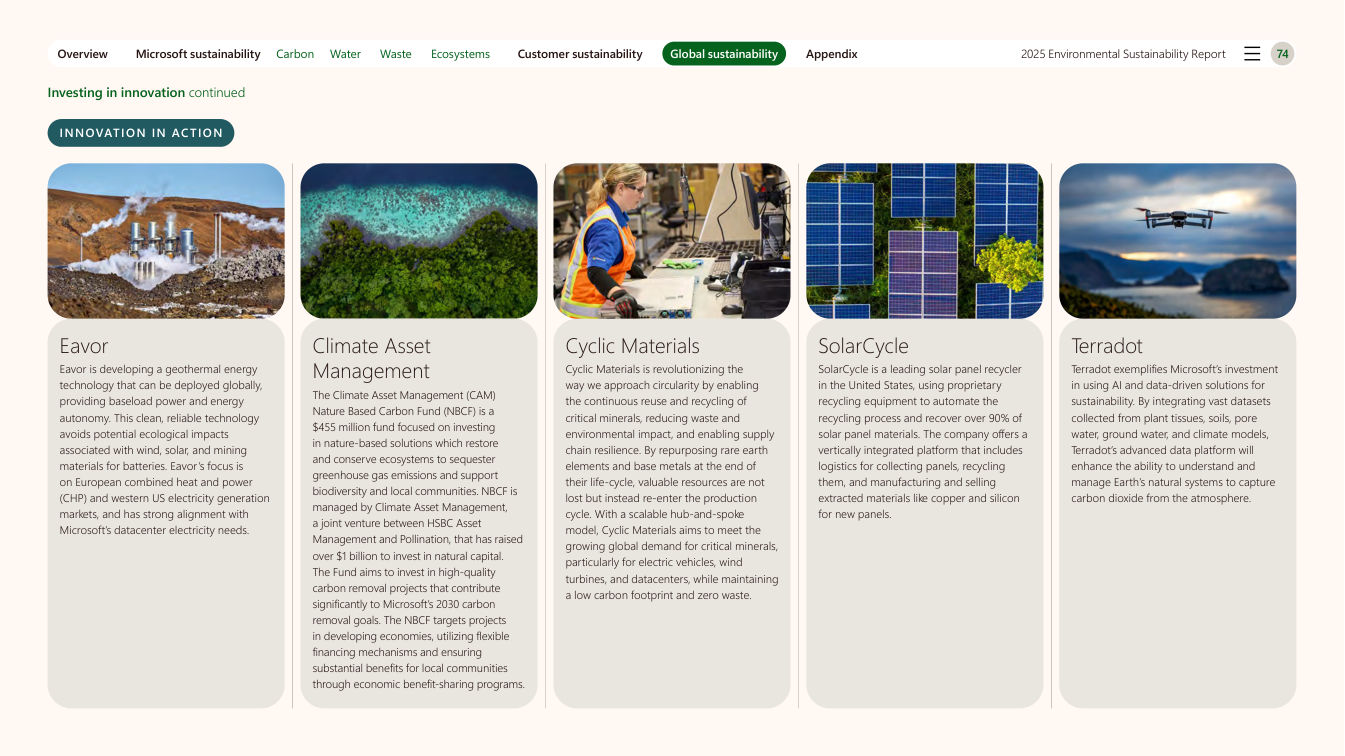 Overview Microsoft sustainability Carbon Water Waste Ecosystems Customer sustainability Global sustainability Appendix 2025 Environmental Sustainability Report 74
Investing in innovation continued
INNOVATION IN ACTION
Eavor
Eavor is developing a geothermal energy
technology that can be deployed globally,
providing baseload power and energy
autonomy. This clean, reliable technology
avoids potential ecological impacts
associated with wind, solar, and mining
materials for batteries. Eavor's focus is
on European combined heat and power
(CHP) and western US electricity generation
markets, and has strong alignment with
Microsoft's datacenter electricity needs.
Climate Asset
Management
The Climate Asset Management (CAM)
Nature Based Carbon Fund (NBCF) is a
$455 million fund focused on investing
in nature-based solutions which restore
and conserve ecosystems to sequester
greenhouse gas emissions and support
biodiversity and local communities. NBCF is
managed by Climate Asset Management,
a joint venture between HSBC Asset
Management and Pollination, that has raised
over $1 billion to invest in natural capital.
The Fund aims to invest in high-quality
carbon removal projects that contribute
significantly to Microsoft's 2030 carbon
removal goals. The NBCF targets projects
in developing economies, utilizing flexible
financing mechanisms and ensuring
substantial benefits for local communities
through economic benefit-sharing programs.
Cyclic Materials
Cyclic Materials is revolutionizing the
way we approach circularity by enabling
the continuous reuse and recycling of
critical minerals, reducing waste and
environmental impact, and enabling supply
chain resilience. By repurposing rare earth
elements and base metals at the end of
their life-cycle, valuable resources are not
lost but instead re-enter the production
cycle. With a scalable hub-and-spoke
model, Cyclic Materials aims to meet the
growing global demand for critical minerals,
particularly for electric vehicles, wind
turbines, and datacenters, while maintaining
a low carbon footprint and zero waste.
SolarCycle
SolarCycle is a leading solar panel recycler
in the United States, using proprietary
recycling equipment to automate the
recycling process and recover over 90% of
solar panel materials. The company offers a
vertically integrated platform that includes
logistics for collecting panels, recycling
them, and manufacturing and selling
extracted materials like copper and silicon
for new panels.
Terradot
Terradot exemplifies Microsoft's investment
in using AI and data-driven solutions for
sustainability. By integrating vast datasets
collected from plant tissues, soils, pore
water, ground water, and climate models,
Terradot's advanced data platform will
enhance the ability to understand and
manage Earth's natural systems to capture
carbon dioxide from the atmosphere.